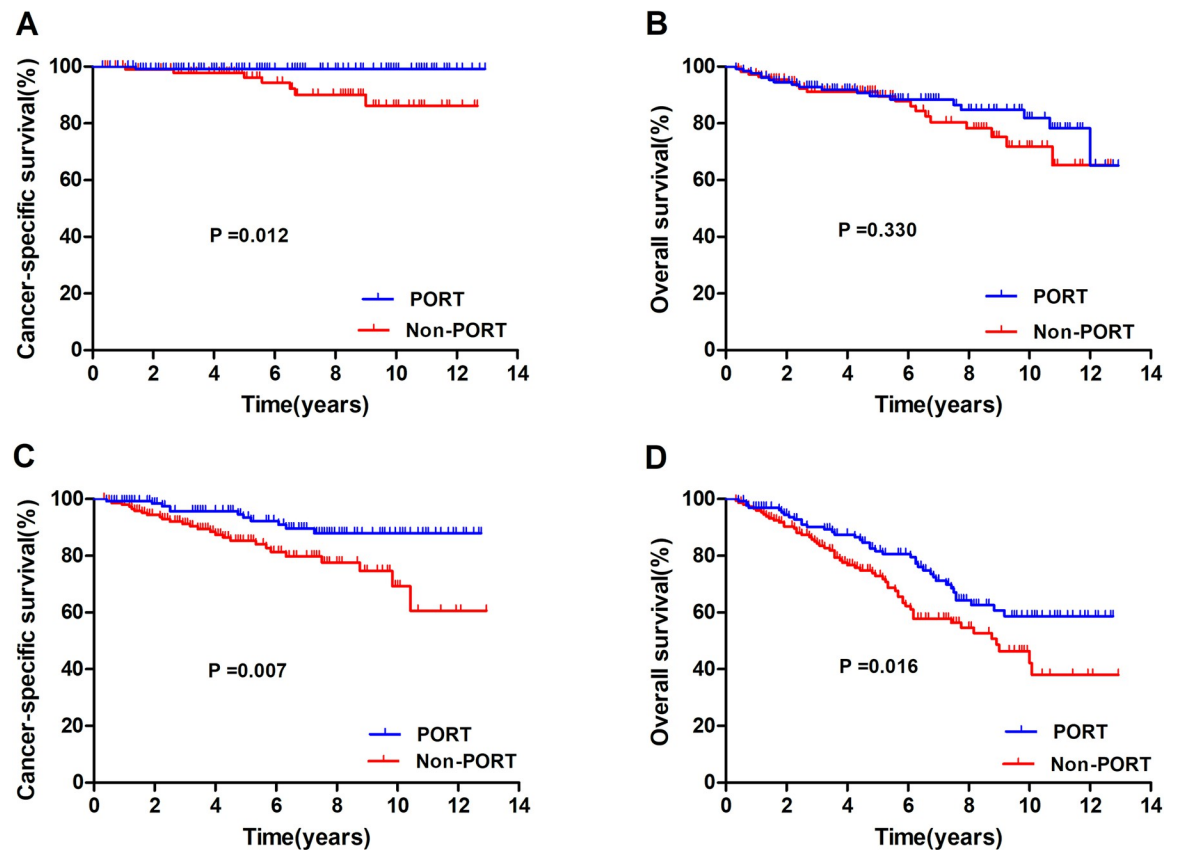 A
Cancer-specific survival(%)
100
80
60
40
20
0
P =0.012
PORT
Non-PORT
0 2 4 6 8 10 12 14
Time(years)
B
Overall survival(%)
100
80
60
40
20
0
P =0.330
PORT
Non-PORT
0 2 4 6 8 10 12 14
Time(years)
C
Cancer-specific survival(%)
100
80
60
40
20
0
P =0.007
PORT
Non-PORT
0 2 4 6 8 10 12 14
Time(years)
D
Overall survival(%)
100
80
60
40
20
0
P =0.016
PORT
Non-PORT
0 2 4 6 8 10 12 14
Time(years)